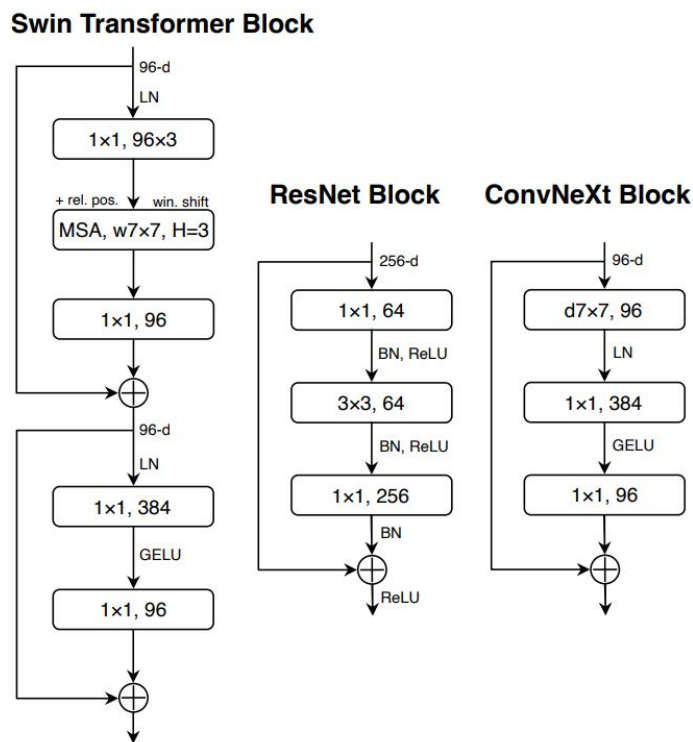 Swin Transformer Block
96-d
LN
1×1, 96×3
+ rel. pos. win. shift
MSA, w7×7, H=3
1×1, 96
96-d
LN
1×1, 384
GELU
1×1, 96
ResNet Block
256-d
1×1, 64
BN, ReLU
3×3, 64
BN, ReLU
1×1, 256
BN
ReLU
ConvNeXt Block
96-d
d7×7, 96
LN
1×1, 384
GELU
1×1, 96